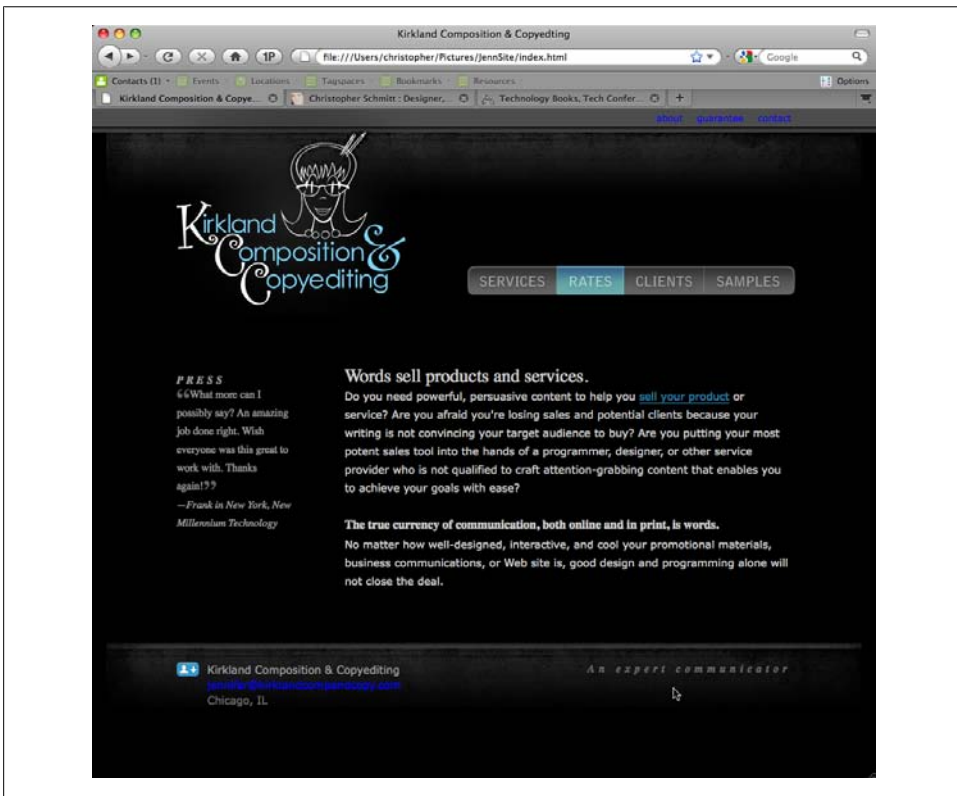 Kirkland Composition & Copyedting
1P file:///Users/christopher/Pictures/JennSite/index.html Google
Contacts (1) Events Locations Tagspaces Bookmarks Resources Options
Kirkland Composition & Copye... Christopher Schmitt : Designer,... Technology Books, Tech Confer... +
about guarantee contact
Kirkland
Composition &
Copyediting
SERVICES RATES CLIENTS SAMPLES
PRESS
“What more can I
possibly say? An amazing
job done right. Wish
everyone was this great to
work with. Thanks
again!”
—Frank in New York, New
Millennium Technology
Words sell products and services.
Do you need powerful, persuasive content to help you sell your product or
service? Are you afraid you're losing sales and potential clients because your
writing is not convincing your target audience to buy? Are you putting your most
potent sales tool into the hands of a programmer, designer, or other service
provider who is not qualified to craft attention-grabbing content that enables you
to achieve your goals with ease?
The true currency of communication, both online and in print, is words.
No matter how well-designed, interactive, and cool your promotional materials,
business communications, or Web site is, good design and programming alone will
not close the deal.
Kirkland Composition & Copyediting
Chicago, IL
An expert communicator